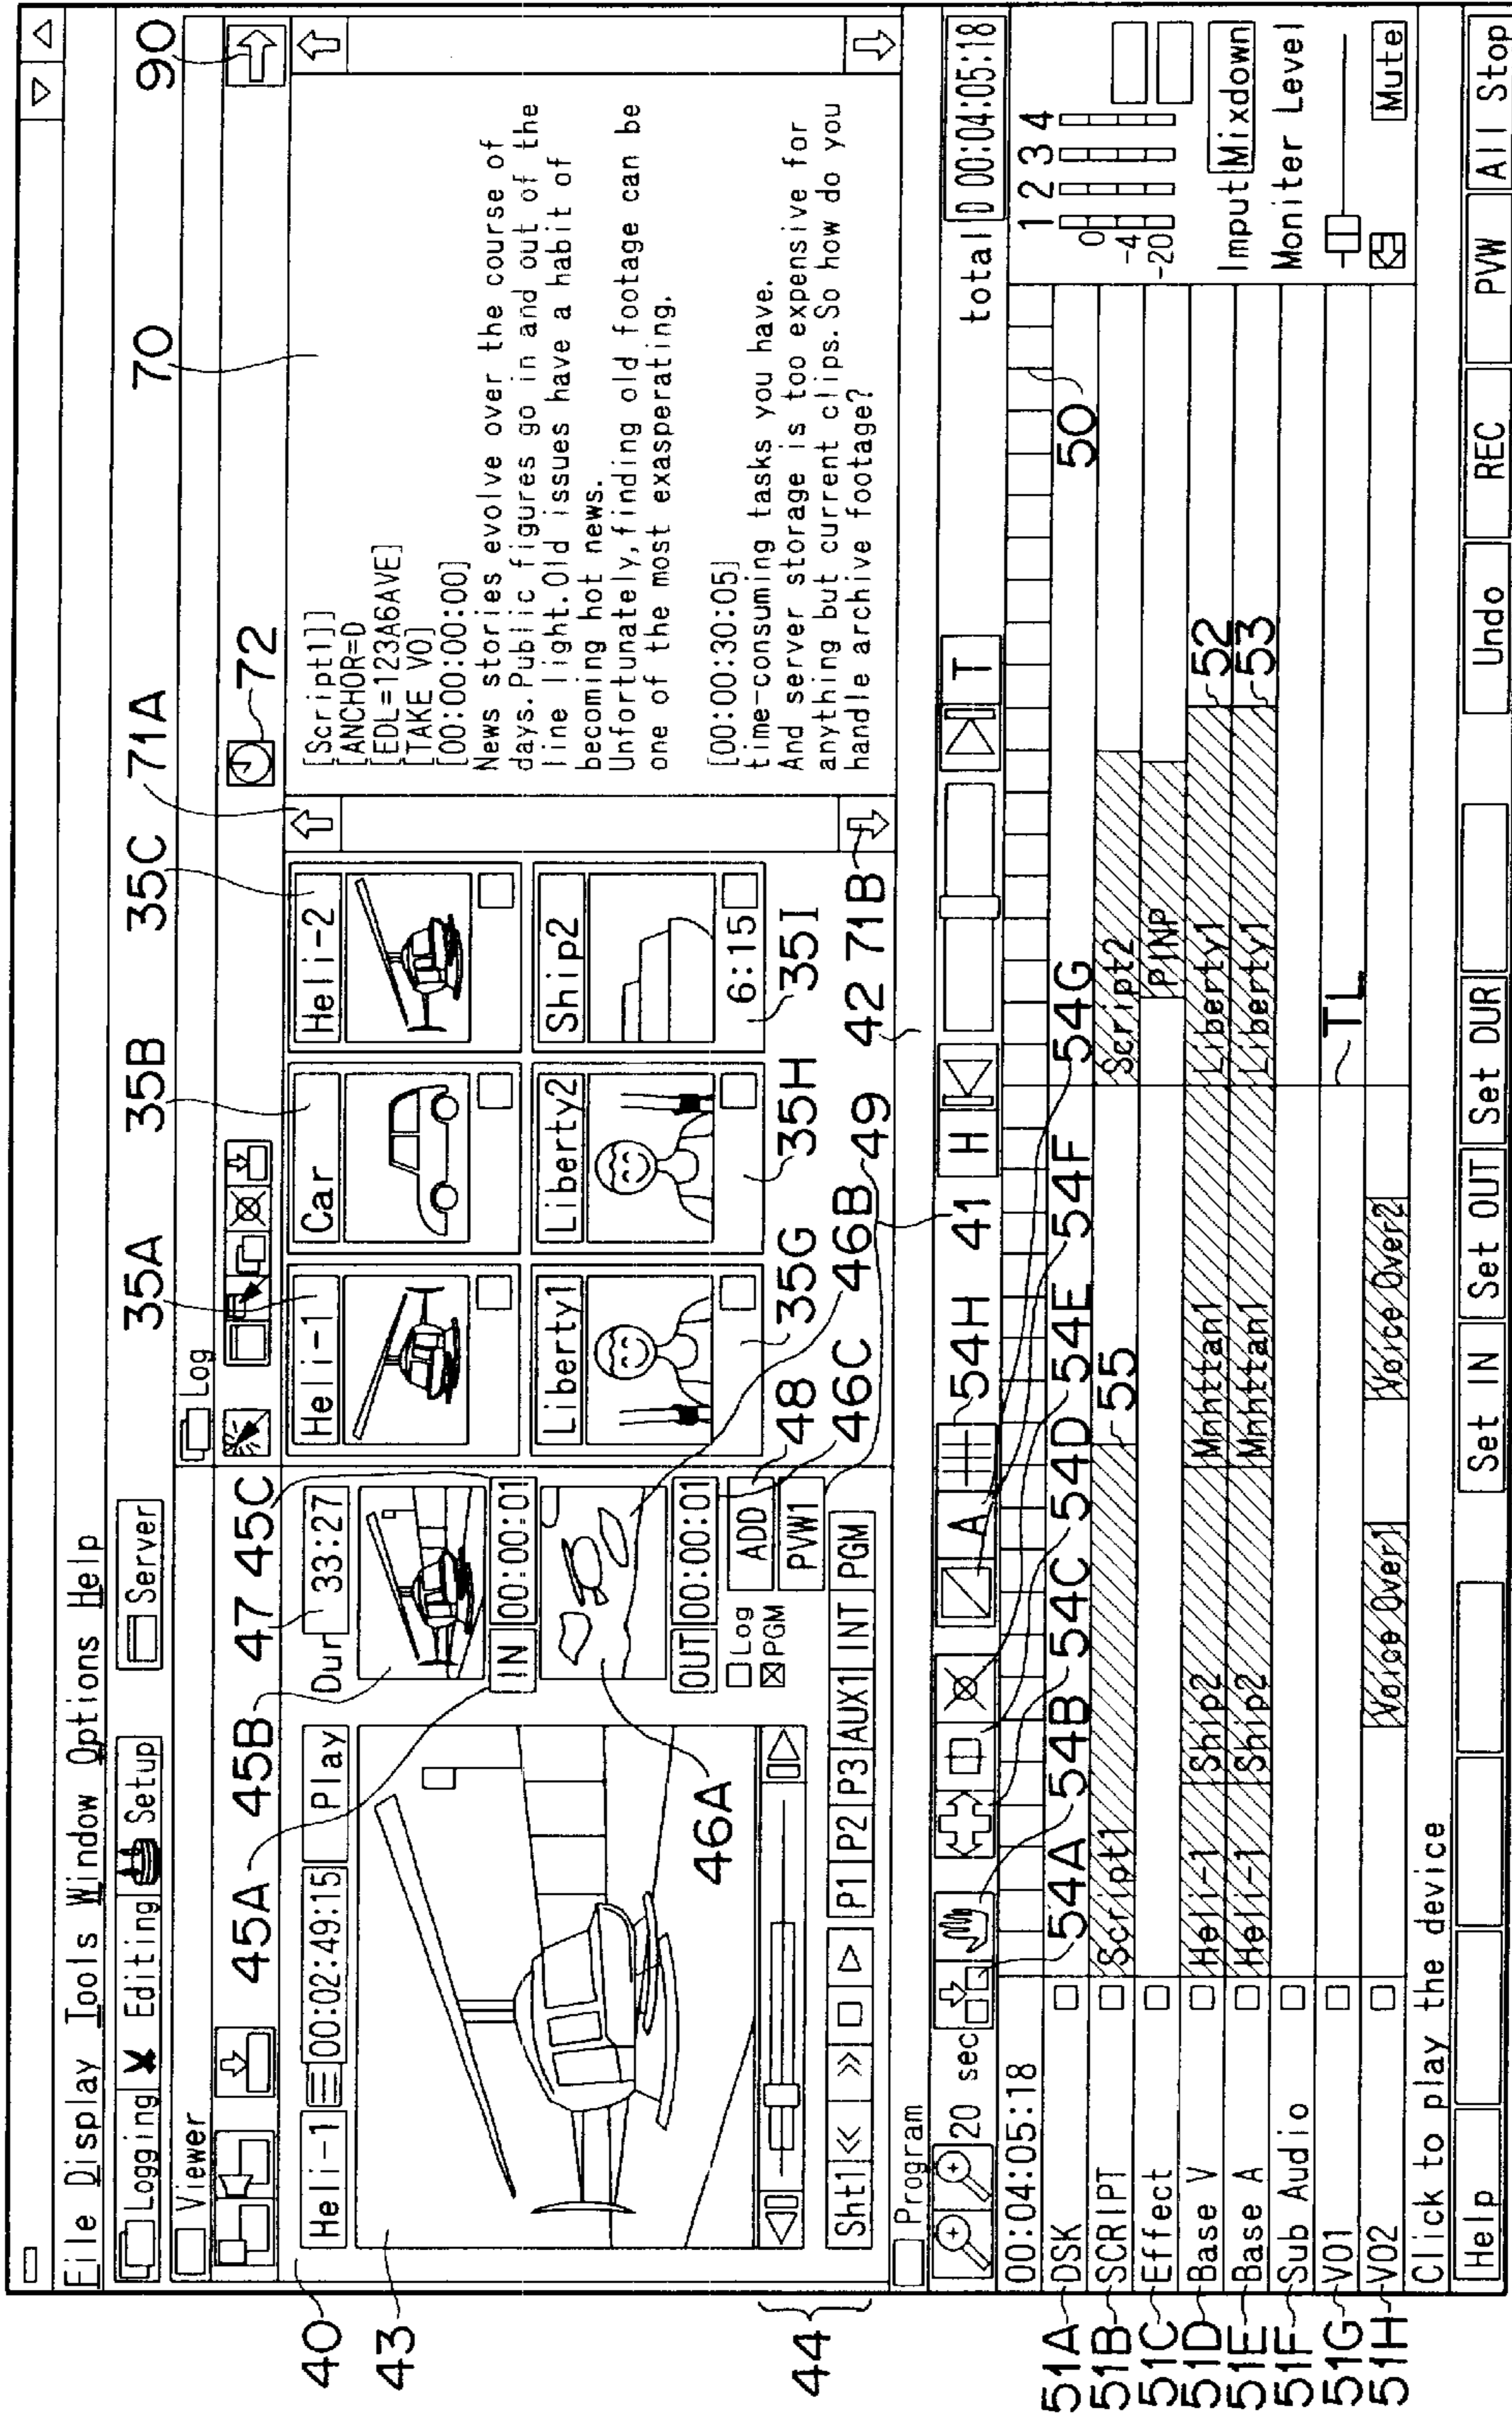 File Display Tools Window Options Help
Logging Editing Setup Server
90
Viewer
Log
35A 35B 35C 71A 72 70
45A 45B 47 45C
40
Heli-1 00:02:49:15 Play
Dur 33:27
Heli-1
Car
Heli-2
43
IN 00:00:01
Liberty1
Liberty2
Ship2
6:15
46A
OUT 00:00:01
Log
PGM
ADD
PVW1
44
Sht1 << >> P1 P2 P3 AUX1 INT PGM
48
46C
35G
46B
35H
49
35I
42
71B
[Script1]]
[ANCHOR=D
[EDL=123A6AVE]
[TAKE VO]
[00:00:00:00]
News stories evolve over the course of
days.Public figures go in and out of the
line light.Old issues have a habit of
becoming hot news.
Unfortunately,finding old footage can be
one of the most exasperating.
[00:00:30:05]
time-consuming tasks you have.
And server storage is too expensive for
anything but current clips.So how do you
handle archive footage?
Program
20 sec
A
54H
41
H
T
total D 00:04:05:18
00:04:05:18
54A 54B 54C 54D 54E 54F 54G
50
51A DSK
51B SCRIPT
Script1
55
Script2
51C Effect
PINP
51D Base V
Heli-1 Ship2 Mnhttan1 Liberty1
52
51E Base A
Heli-1 Ship2 Mnhttan1 Liberty1
53
51F Sub Audio
51G VO1
TL
51H VO2
Voice Over1
Voice Over2
1 2 3 4
0
-4
-20
Imput Mixdown
Moniter Level
Mute
Click to play the device
Help
Set IN Set OUT Set DUR
Undo REC PVW All Stop